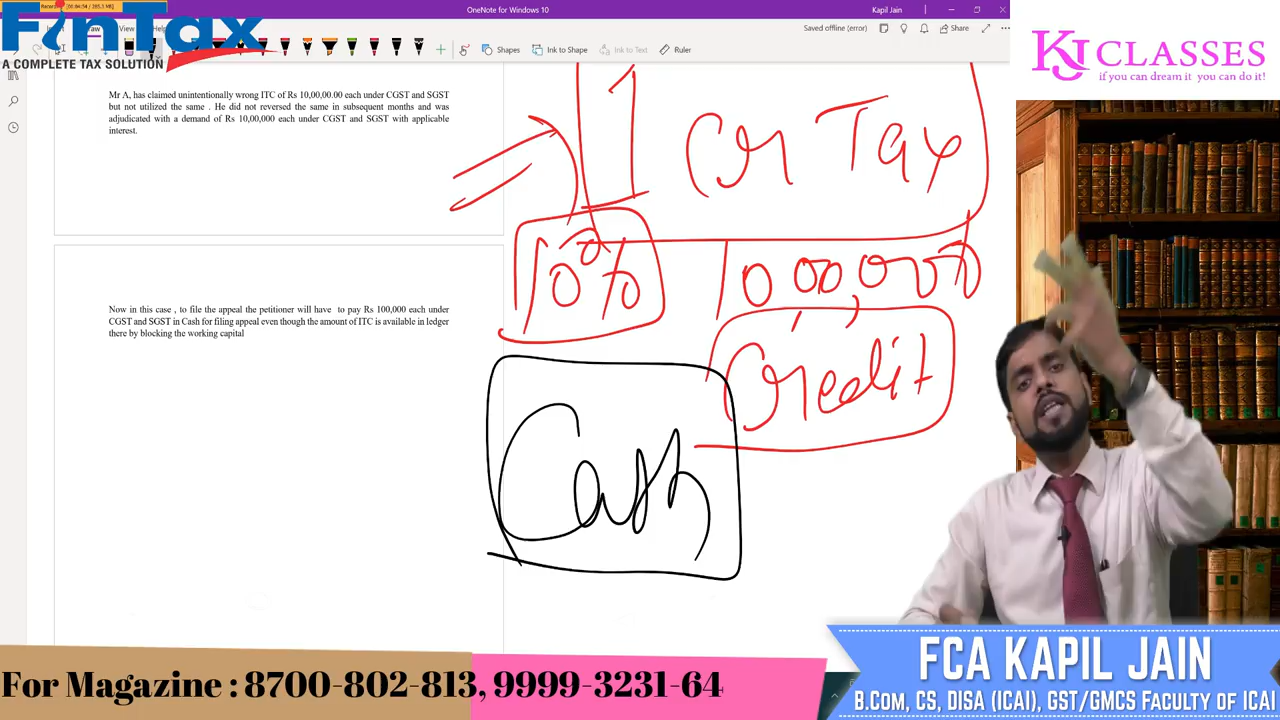 OneNote for Windows 10
Kapil Jain
FinTax
A COMPLETE TAX SOLUTION
View
Saved offline (error)
Share
Shapes
Ink to Shape
Ink to Text
Ruler
KJ CLASSES
if you can dream it you can do it!
Mr A, has claimed unintentionally wrong ITC of Rs 10,00,00.00 each under CGST and SGST
but not utilized the same . He did not reversed the same in subsequent months and was
adjudicated with a demand of Rs 10,00,000 each under CGST and SGST with applicable
interest.
1 Cr Tax
10%
10,00,000
Credit
Now in this case , to file the appeal the petitioner will have to pay Rs 100,000 each under
CGST and SGST in Cash for filing appeal even though the amount of ITC is available in ledger
there by blocking the working capital
Cash
FCA KAPIL JAIN
B.Com, CS, DISA (ICAI), GST/GMCS Faculty of ICAI
For Magazine : 8700-802-813, 9999-3231-64